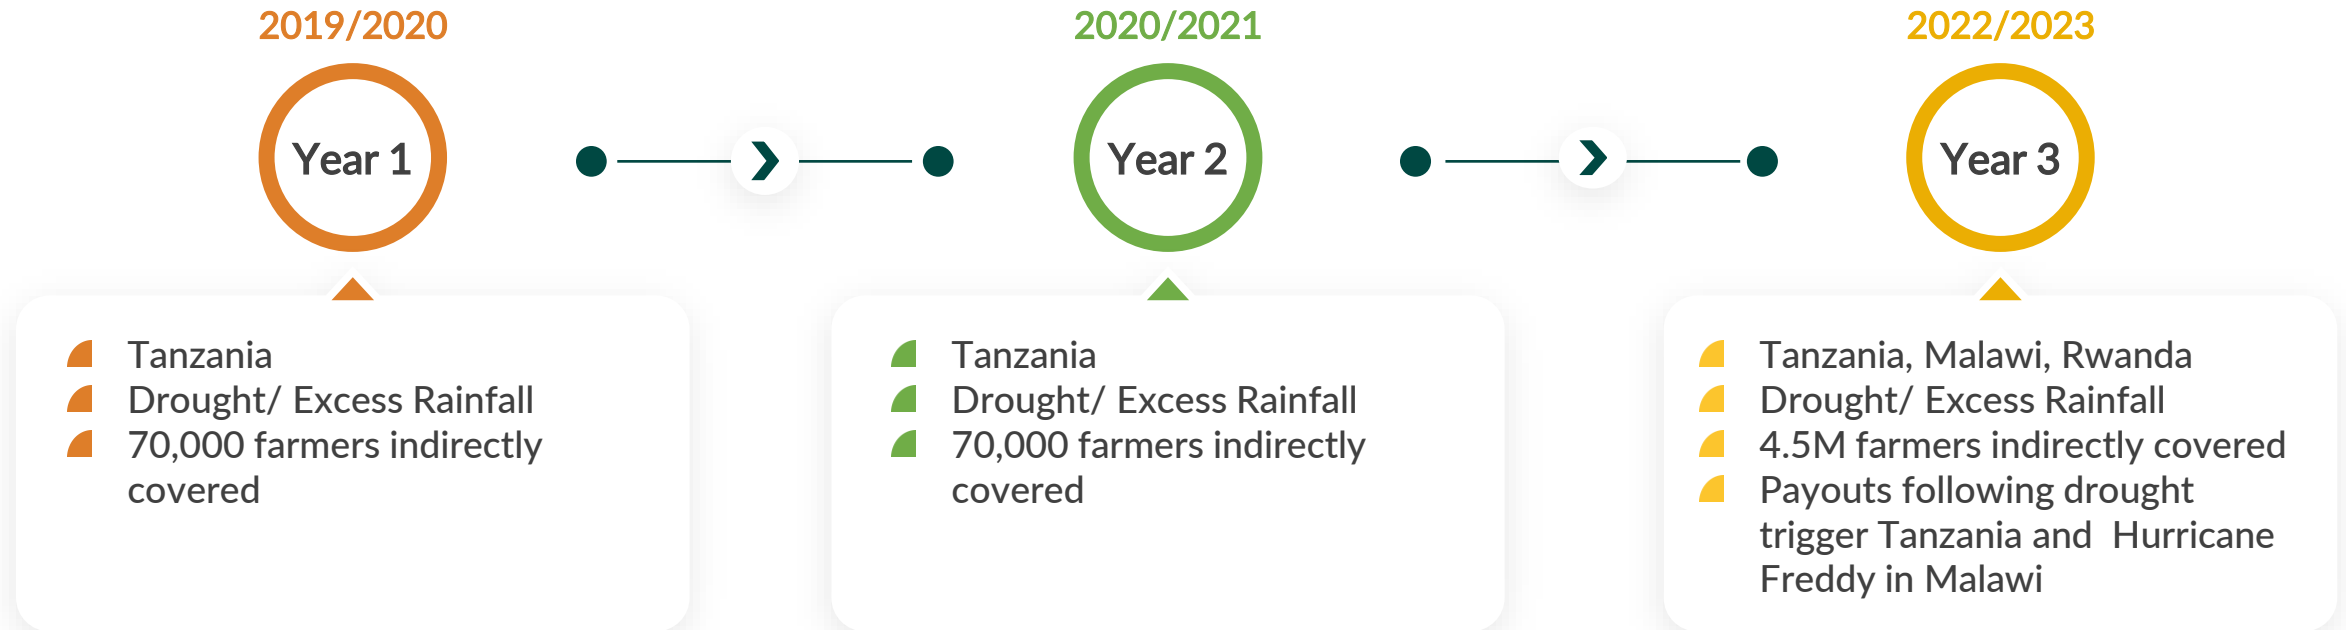 2019/2020
Year 1
Tanzania
Drought/ Excess Rainfall
70,000 farmers indirectly
covered
2020/2021
Year 2
Tanzania
Drought/ Excess Rainfall
70,000 farmers indirectly
covered
2022/2023
Year 3
Tanzania, Malawi, Rwanda
Drought/ Excess Rainfall
4.5M farmers indirectly covered
Payouts following drought
trigger Tanzania and  Hurricane
Freddy in Malawi